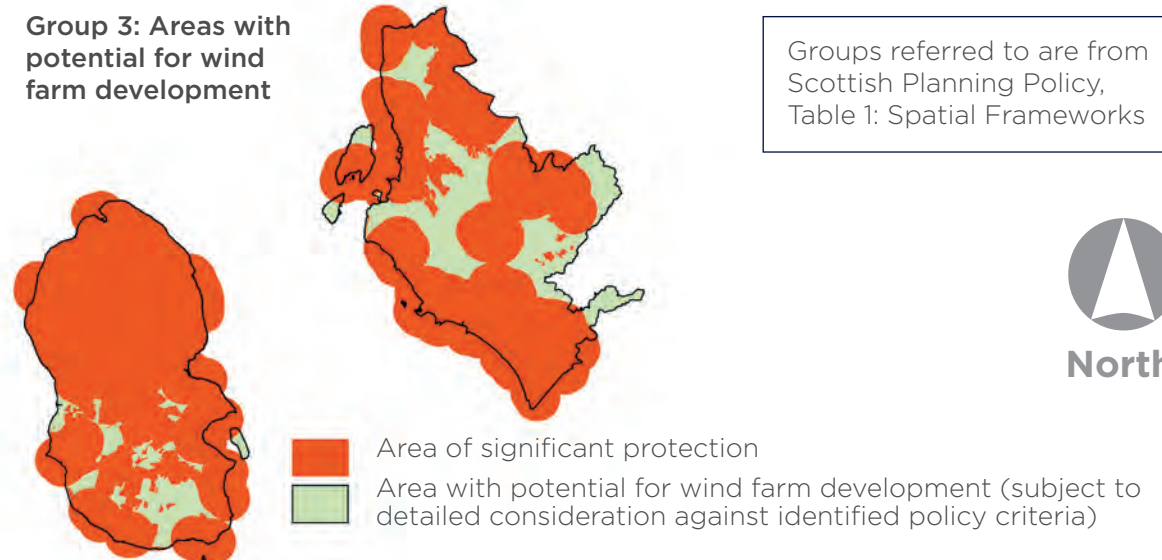 Group 3: Areas with
potential for wind
farm development
Groups referred to are from
Scottish Planning Policy,
Table 1: Spatial Frameworks
North
Area of significant protection
Area with potential for wind farm development (subject to
detailed consideration against identified policy criteria)